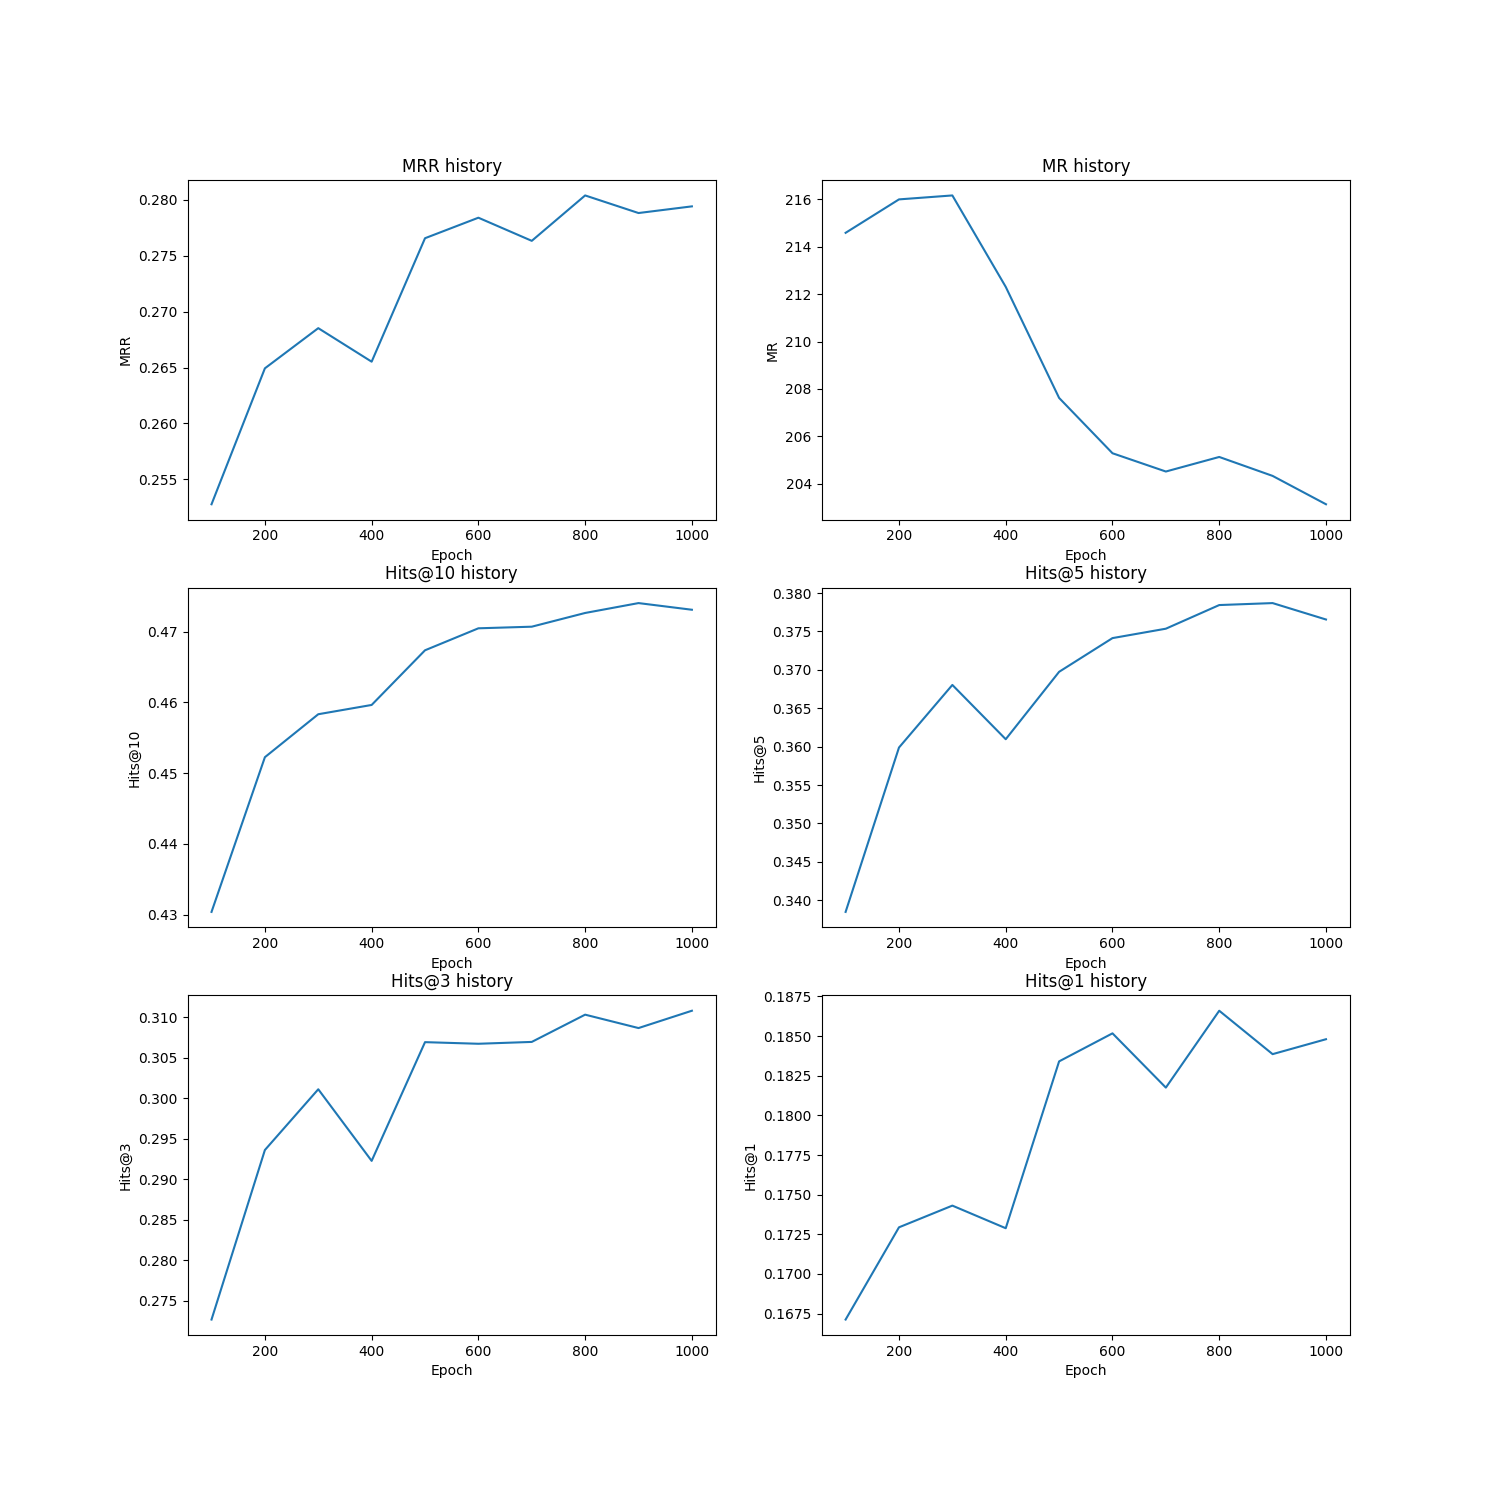 MRR history
MRR
0.280
0.275
0.270
0.265
0.260
0.255
200 400 600 800 1000
Epoch
MR history
MR
216
214
212
210
208
206
204
200 400 600 800 1000
Epoch
Hits@10 history
Hits@10
0.47
0.46
0.45
0.44
0.43
200 400 600 800 1000
Epoch
Hits@5 history
Hits@5
0.380
0.375
0.370
0.365
0.360
0.355
0.350
0.345
0.340
200 400 600 800 1000
Epoch
Hits@3 history
Hits@3
0.310
0.305
0.300
0.295
0.290
0.285
0.280
0.275
200 400 600 800 1000
Epoch
Hits@1 history
Hits@1
0.1875
0.1850
0.1825
0.1800
0.1775
0.1750
0.1725
0.1700
0.1675
200 400 600 800 1000
Epoch